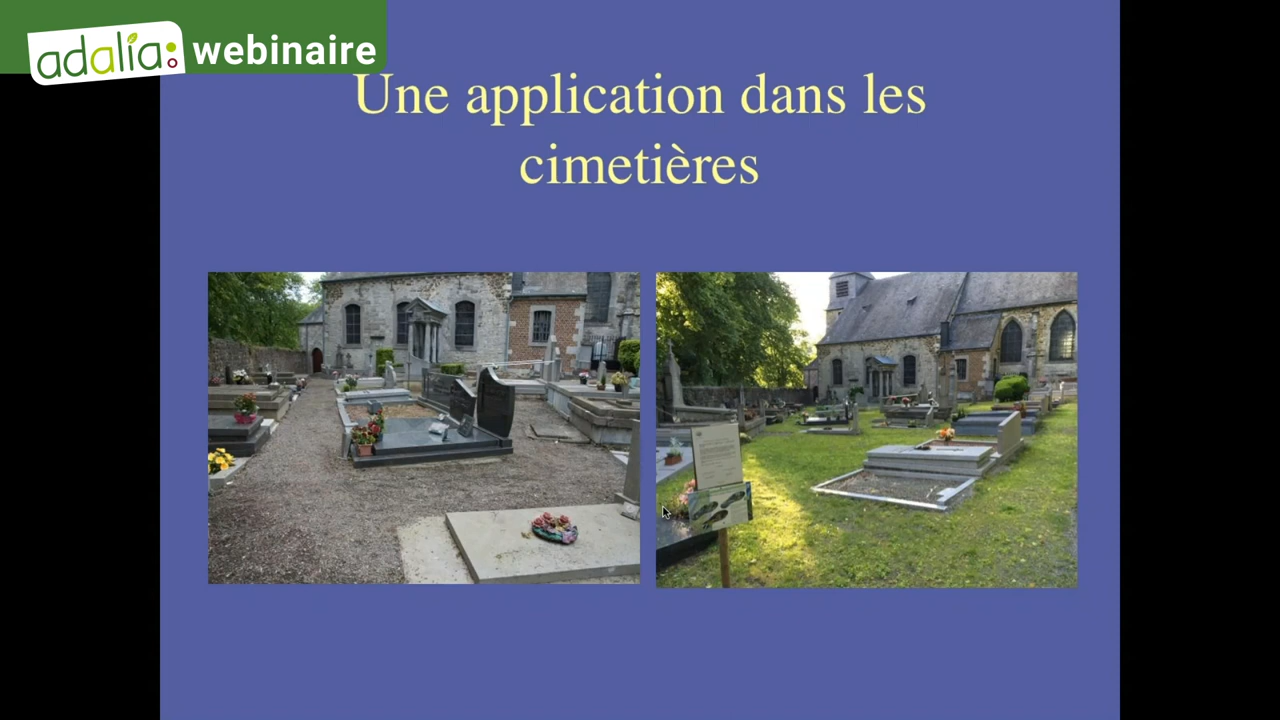 adalia
webinaire
Une application dans les
cimetières